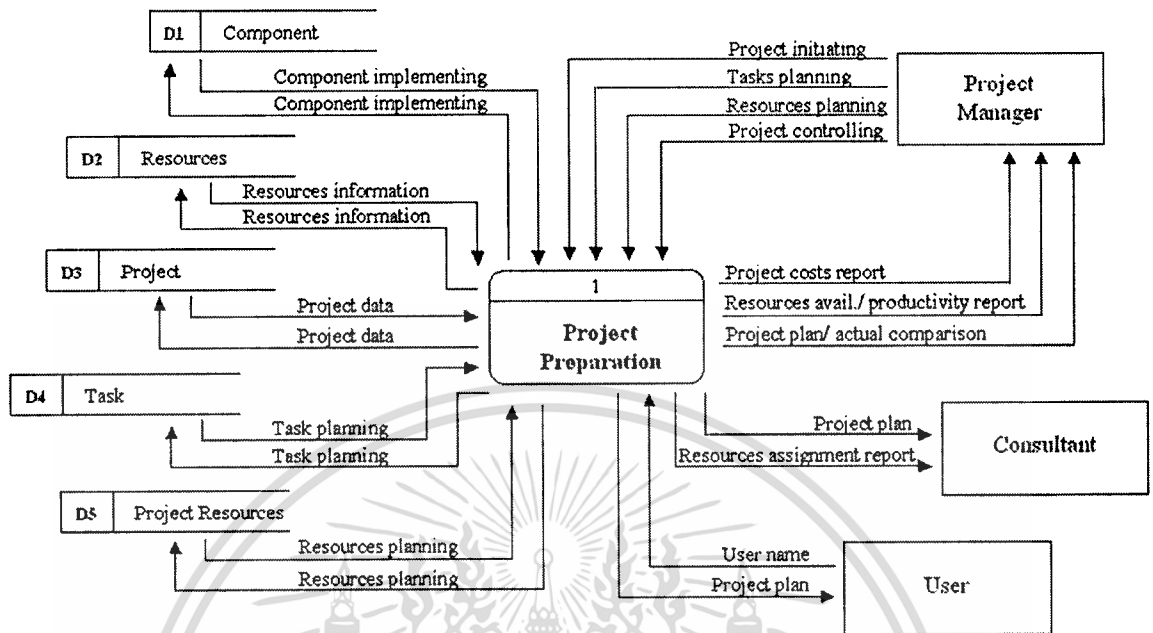 D1 Component
Component implementing
Component implementing
D2 Resources
Resources information
Resources information
D3 Project
Project data
Project data
D4 Task
Task planning
Task planning
D5 Project Resources
Resources planning
Resources planning
Project initiating
Tasks planning
Resources planning
Project controlling
Project
Manager
1
Project
Preparation
Project costs report
Resources avail./ productivity report
Project plan/ actual comparison
Project plan
Resources assignment report
Consultant
User name
Project plan
User